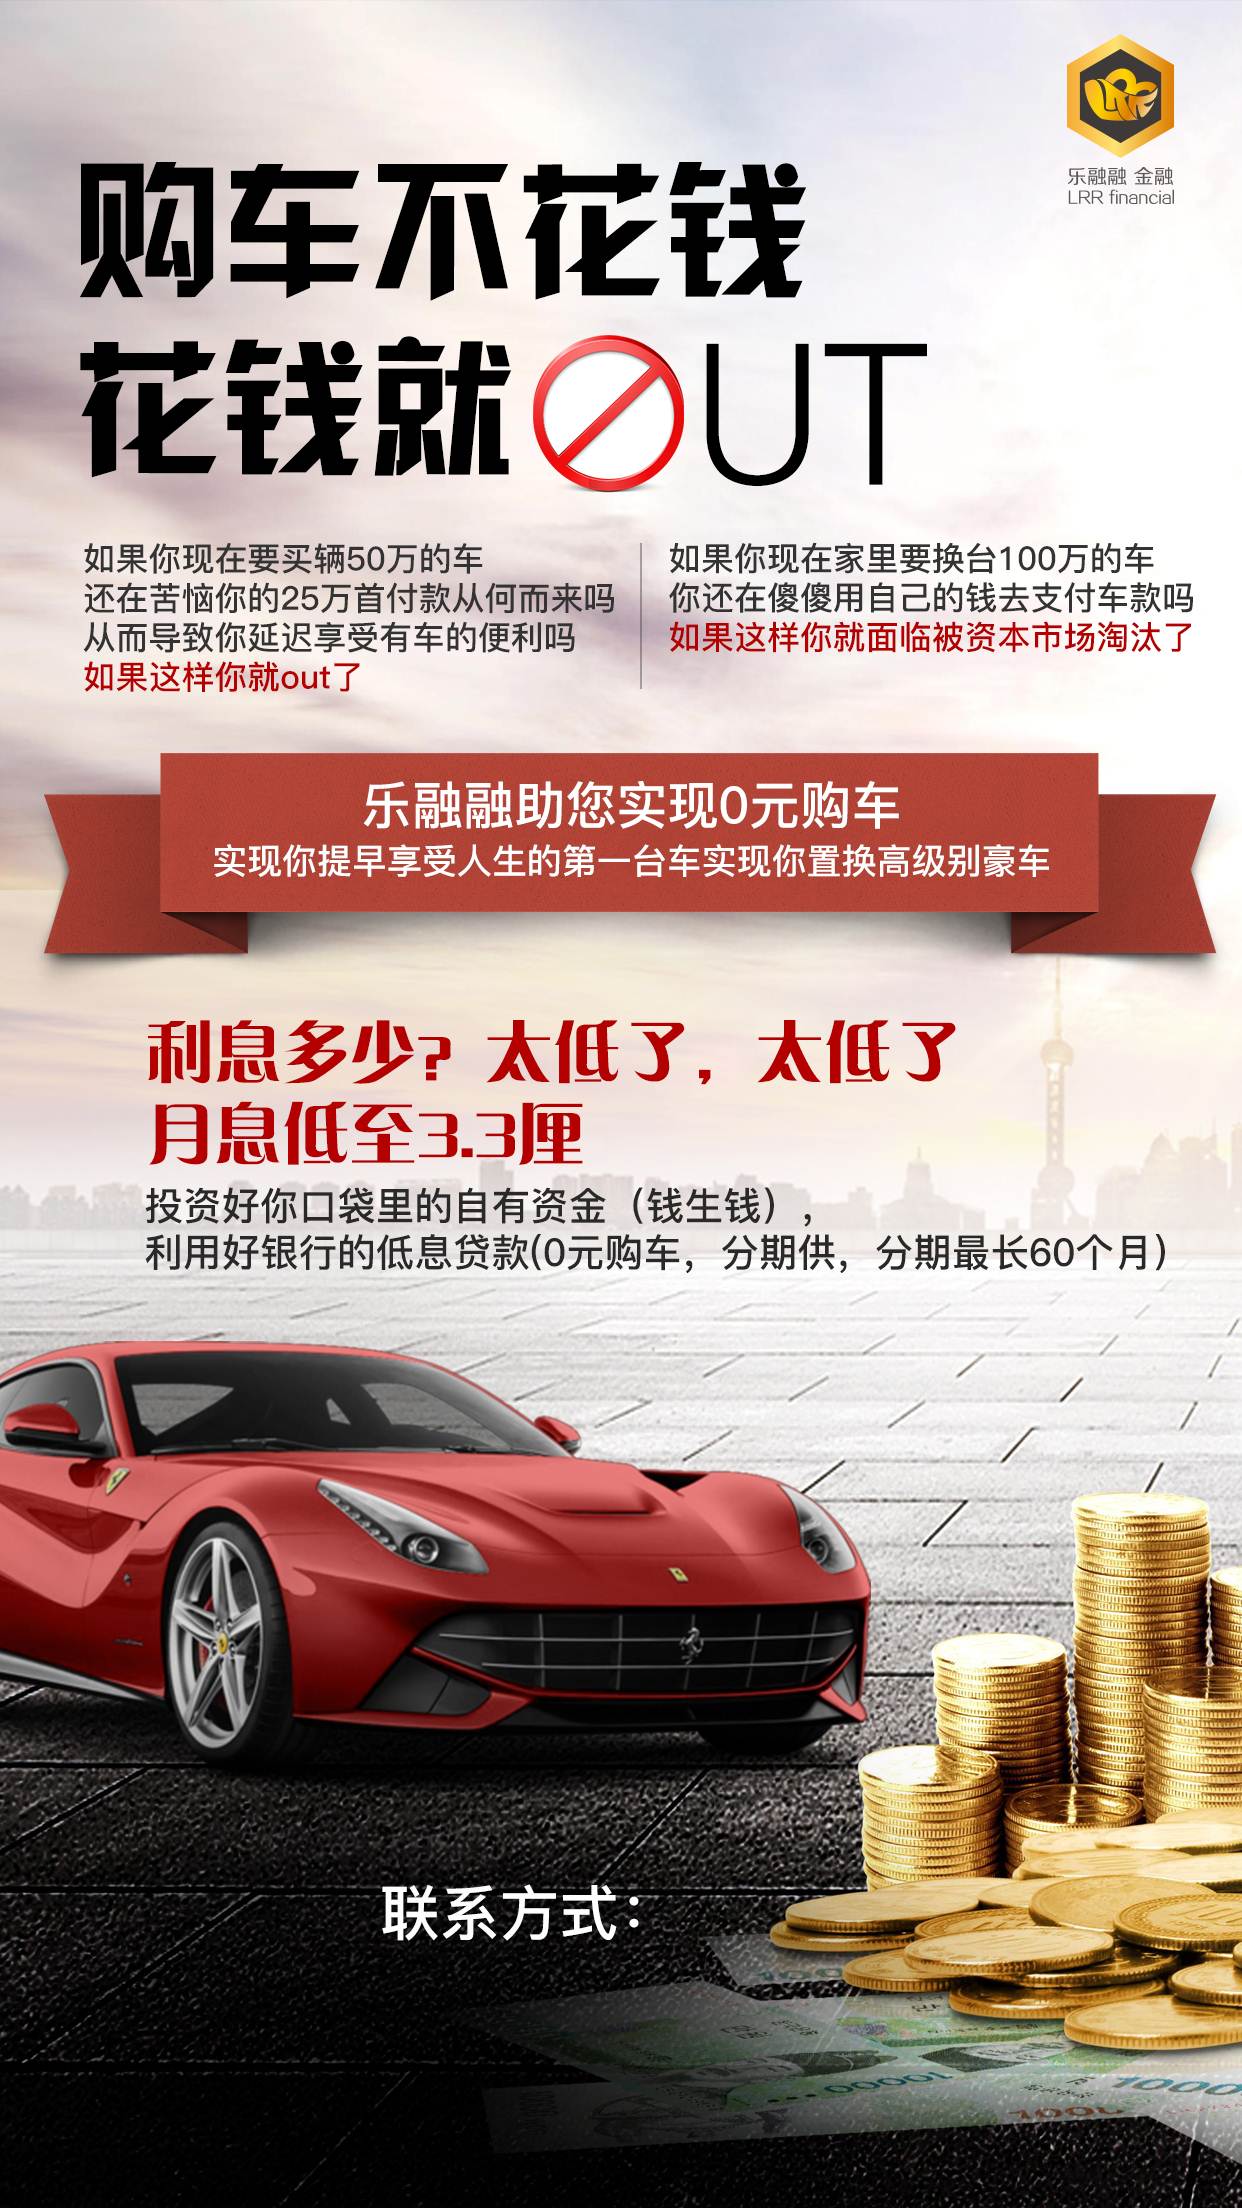 乐融融 金融
LRR financial
购车不花钱
花钱就OUT
如果你现在要买辆50万的车
还在苦恼你的25万首付款从何而来吗
从而导致你延迟享受有车的便利吗
如果这样你就out了
如果你现在家里要换台100万的车
你还在傻傻用自己的钱去支付车款吗
如果这样你就面临被资本市场淘汰了
乐融融助您实现0元购车
实现你提早享受人生的第一台车实现你置换高级别豪车
利息多少？太低了，太低了
月息低至3.3厘
投资好你口袋里的自有资金（钱生钱），
利用好银行的低息贷款(0元购车，分期供，分期最长60个月）
联系方式：
10000